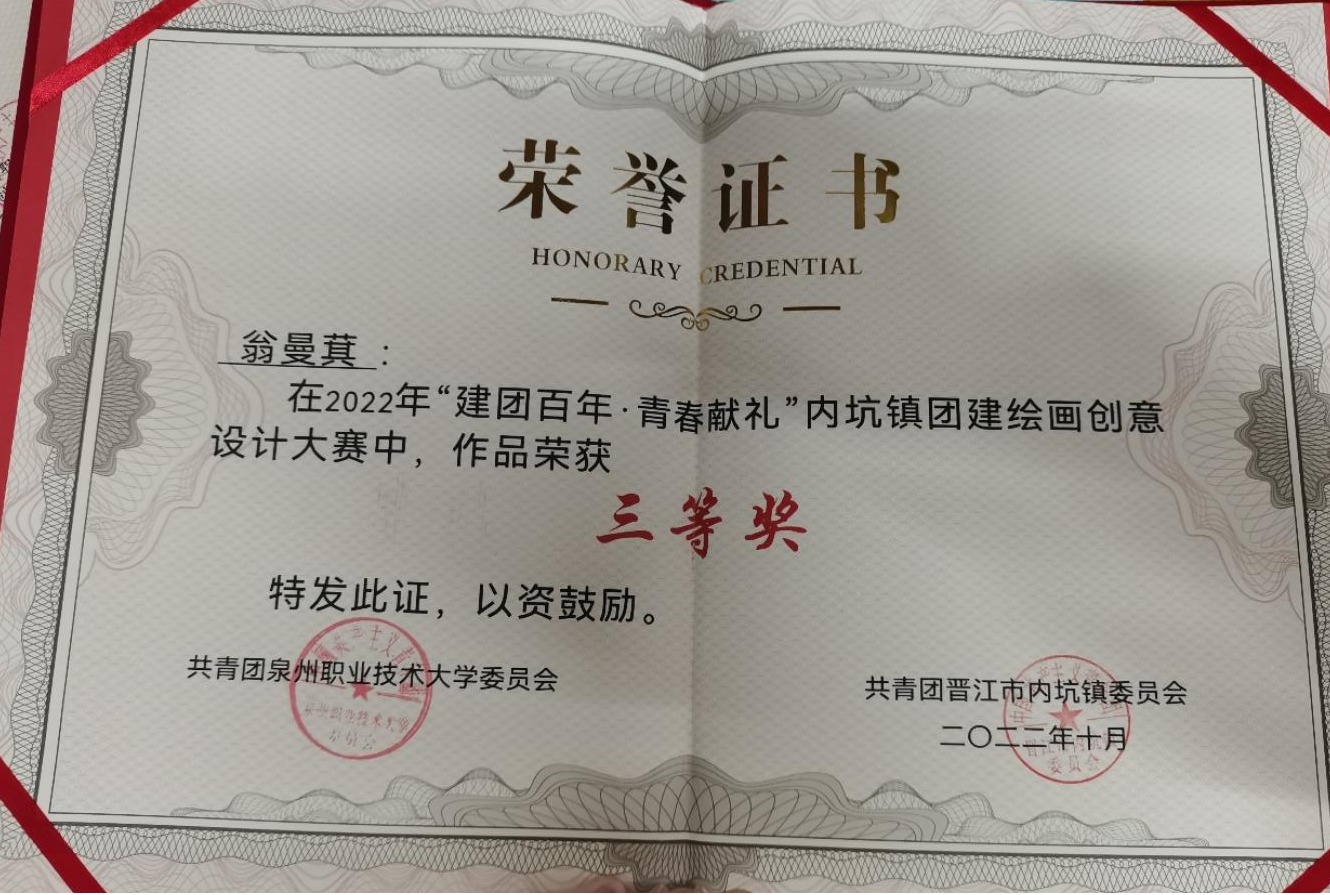 荣誉证书
HONORARY CREDENTIAL
翁曼萁：
在2022年“建团百年·青春献礼”内坑镇团建绘画创意
设计大赛中，作品荣获
三等奖
特发此证，以资鼓励。
共青团泉州职业技术大学委员会
共青团晋江市内坑镇委员会
二〇二二年十月
委员会